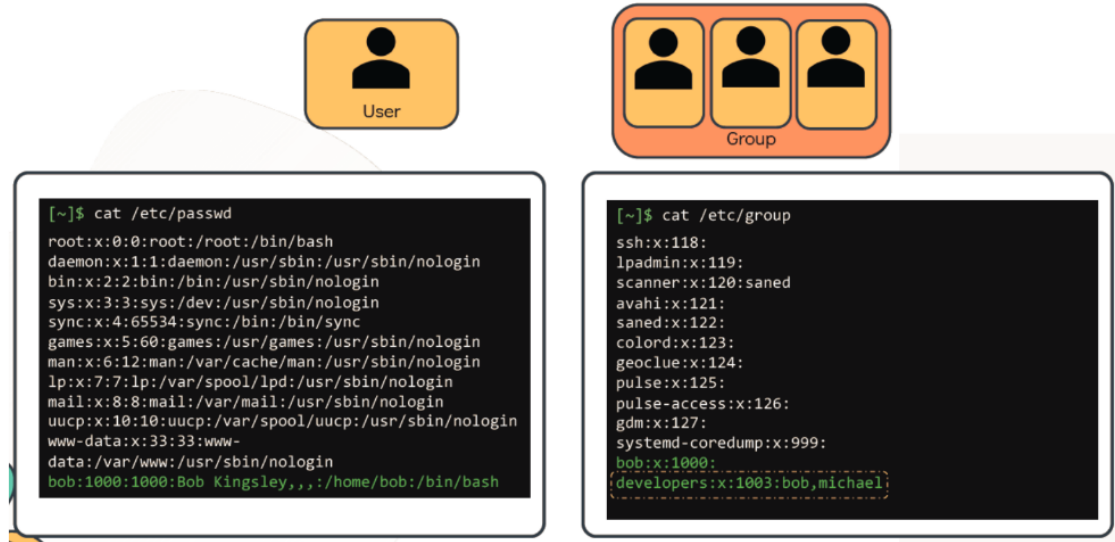 User
Group
[~]$ cat /etc/passwd
root:x:0:0:root:/root:/bin/bash
daemon:x:1:1:daemon:/usr/sbin:/usr/sbin/nologin
bin:x:2:2:bin:/bin:/usr/sbin/nologin
sys:x:3:3:sys:/dev:/usr/sbin/nologin
sync:x:4:65534:sync:/bin:/bin/sync
games:x:5:60:games:/usr/games:/usr/sbin/nologin
man:x:6:12:man:/var/cache/man:/usr/sbin/nologin
lp:x:7:7:lp:/var/spool/lpd:/usr/sbin/nologin
mail:x:8:8:mail:/var/mail:/usr/sbin/nologin
uucp:x:10:10:uucp:/var/spool/uucp:/usr/sbin/nologin
www-data:x:33:33:www-
data:/var/www:/usr/sbin/nologin
bob:1000:1000:Bob Kingsley,,,:/home/bob:/bin/bash
[~]$ cat /etc/group
ssh:x:118:
lpadmin:x:119:
scanner:x:120:saned
avahi:x:121:
saned:x:122:
colord:x:123:
geoclue:x:124:
pulse:x:125:
pulse-access:x:126:
gdm:x:127:
systemd-coredump:x:999:
bob:x:1000:
developers:x:1003:bob,michael